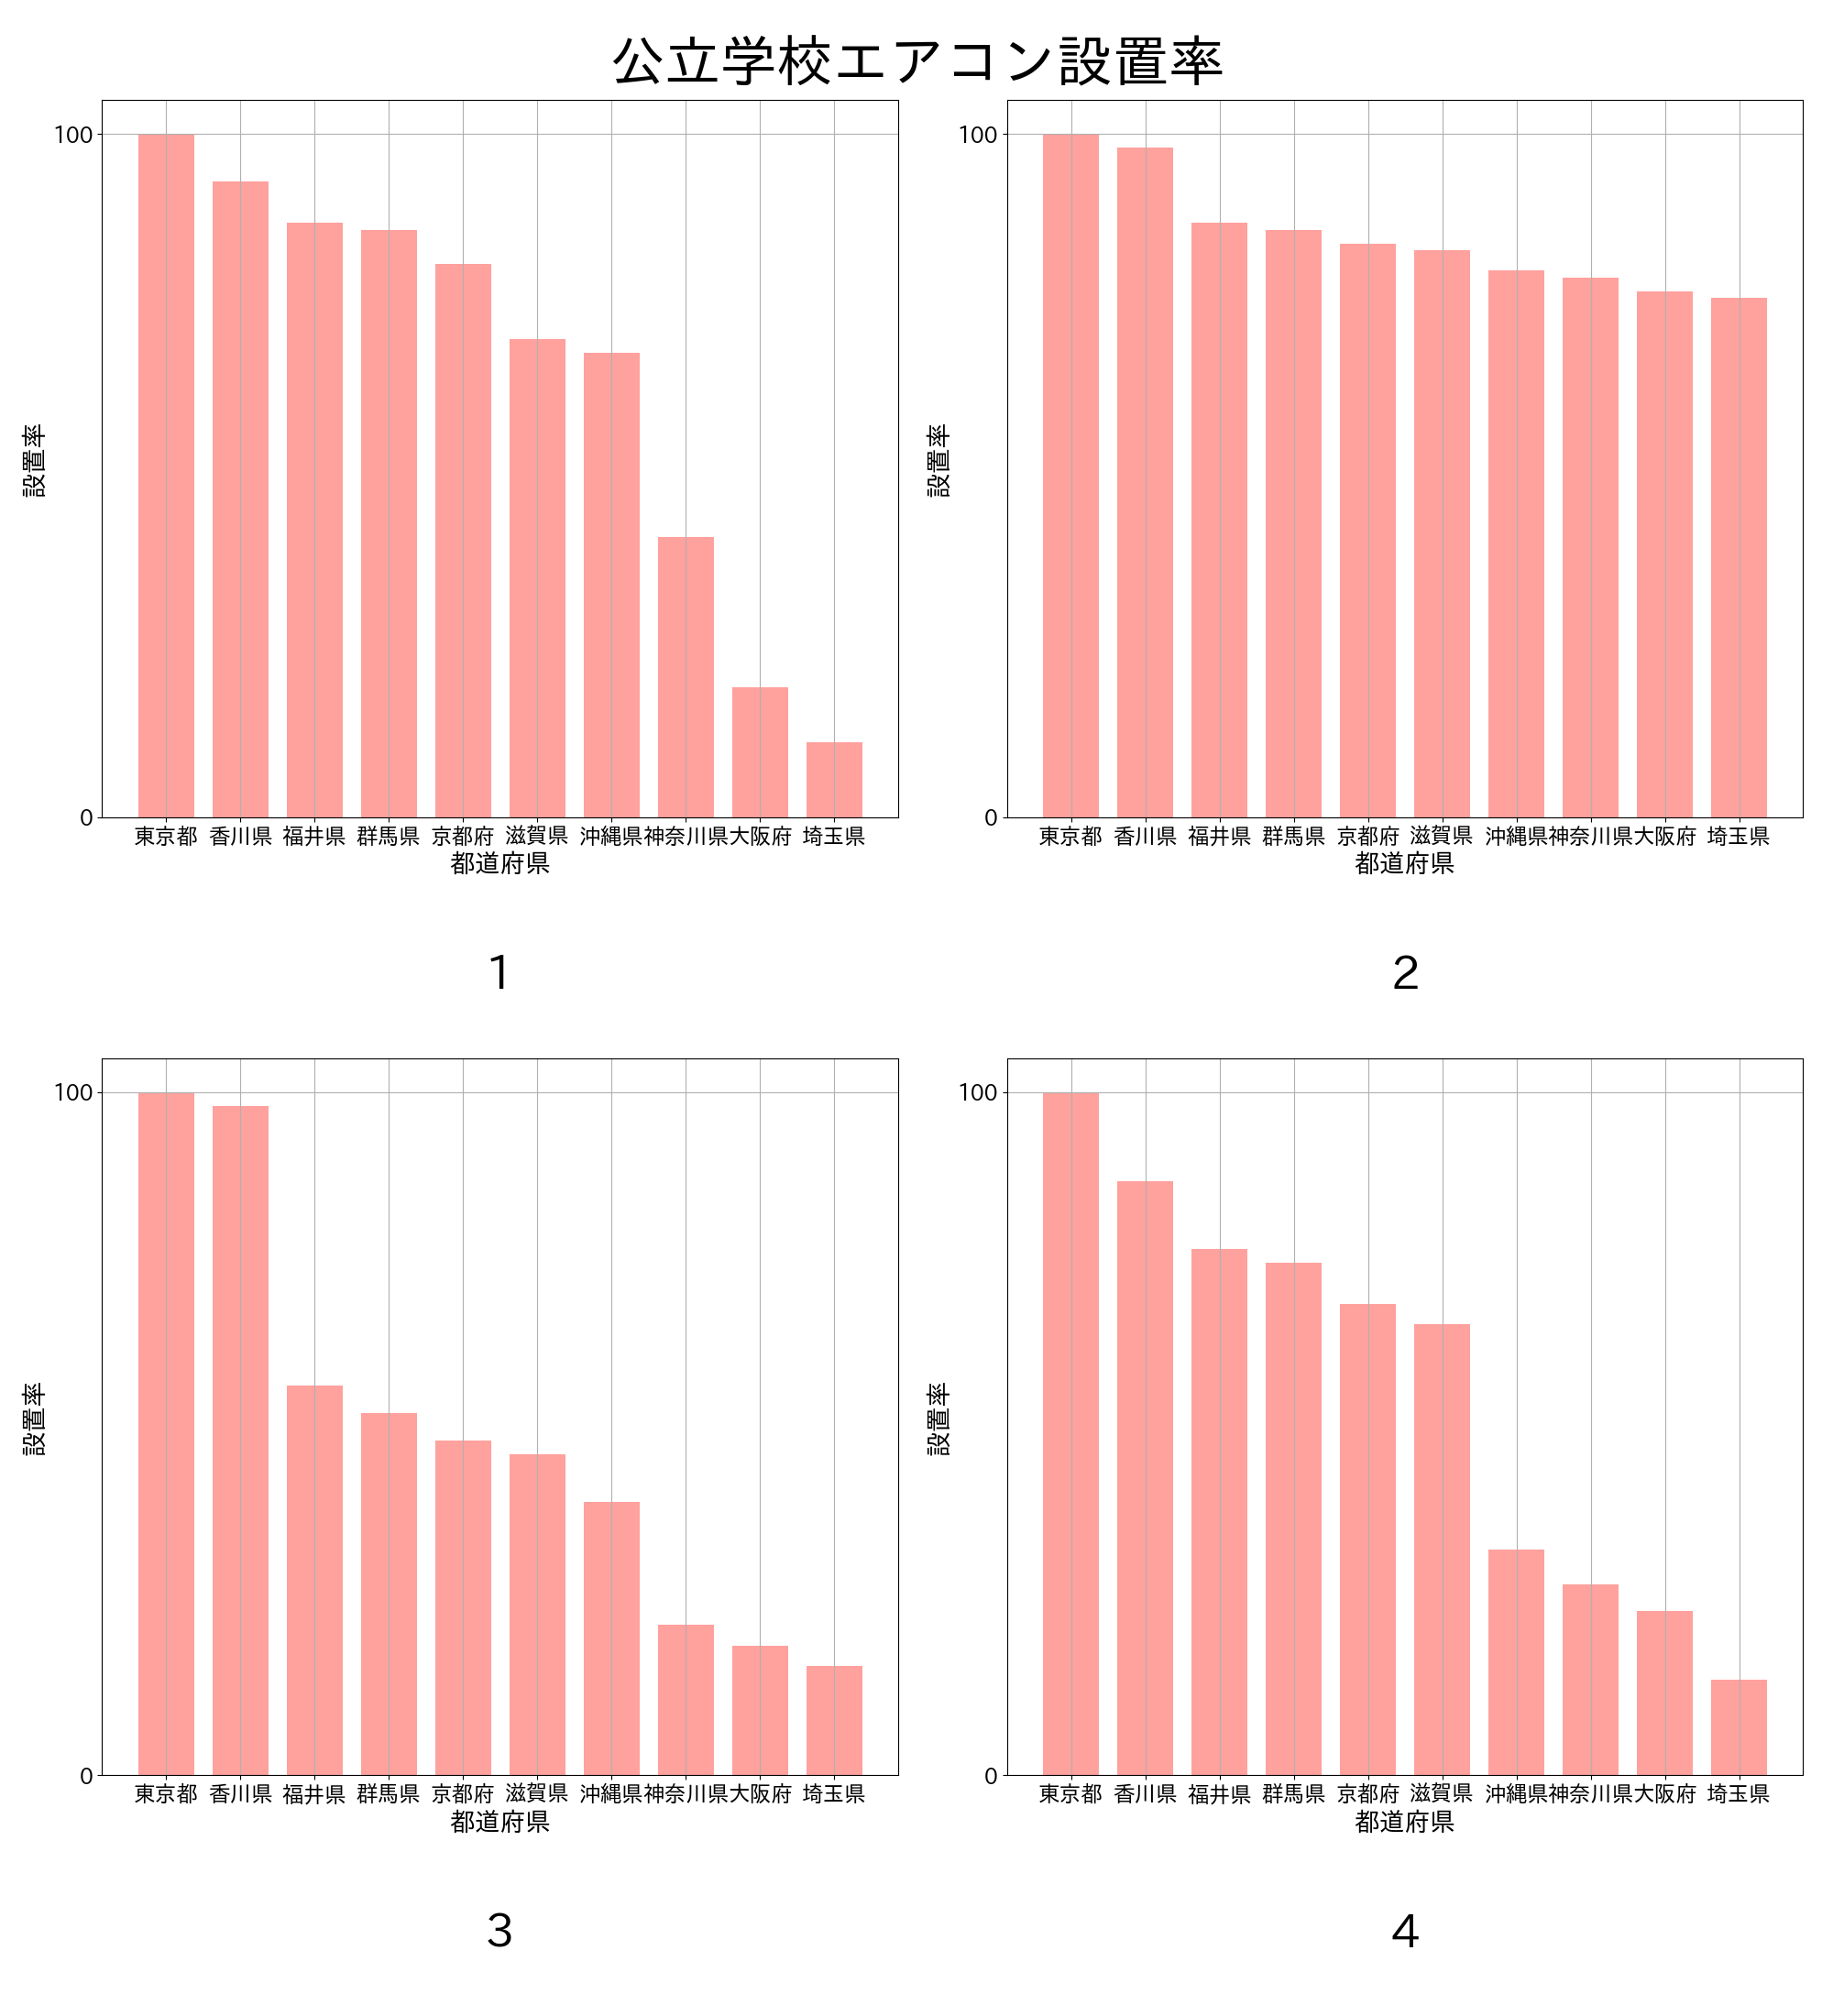 公立学校エアコン設置率
100
0
設置率
東京都 香川県 福井県 群馬県 京都府 滋賀県 沖縄県 神奈川県 大阪府 埼玉県
都道府県
1
100
0
設置率
東京都 香川県 福井県 群馬県 京都府 滋賀県 沖縄県 神奈川県 大阪府 埼玉県
都道府県
2
100
0
設置率
東京都 香川県 福井県 群馬県 京都府 滋賀県 沖縄県 神奈川県 大阪府 埼玉県
都道府県
3
100
0
設置率
東京都 香川県 福井県 群馬県 京都府 滋賀県 沖縄県 神奈川県 大阪府 埼玉県
都道府県
4